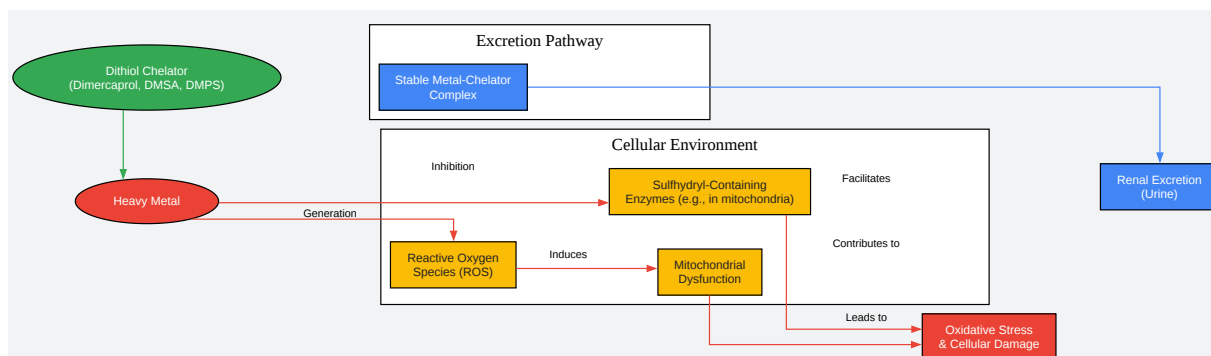 Excretion Pathway
Dithiol Chelator
(Dimercaprol, DMSA, DMPS)
Stable Metal-Chelator
Complex
Cellular Environment
Inhibition
Heavy Metal
Sulfhydryl-Containing
Enzymes (e.g., in mitochondria)
Facilitates
Renal Excretion
(Urine)
Generation
Contributes to
Reactive Oxygen
Species (ROS)
Induces
Mitochondrial
Dysfunction
Leads to
Oxidative Stress
& Cellular Damage